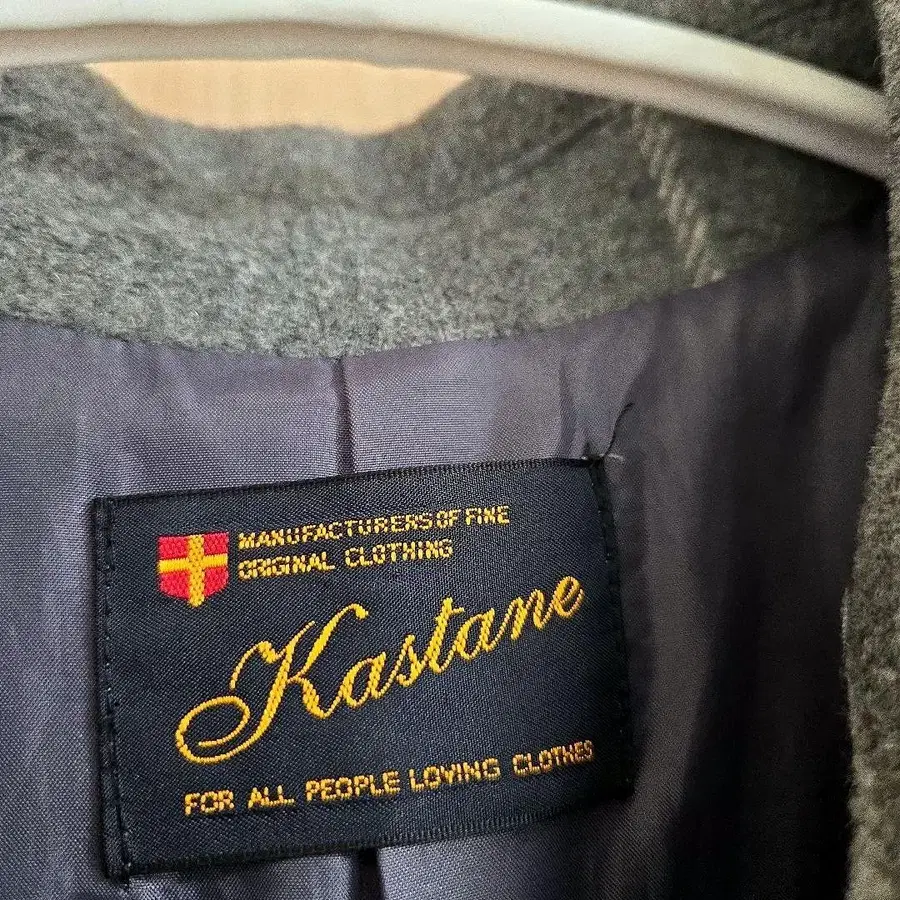 MANUFACTURERS OF FINE
ORIGINAL CLOTHING
Kastane
FOR ALL PEOPLE LOVING CLOTHES